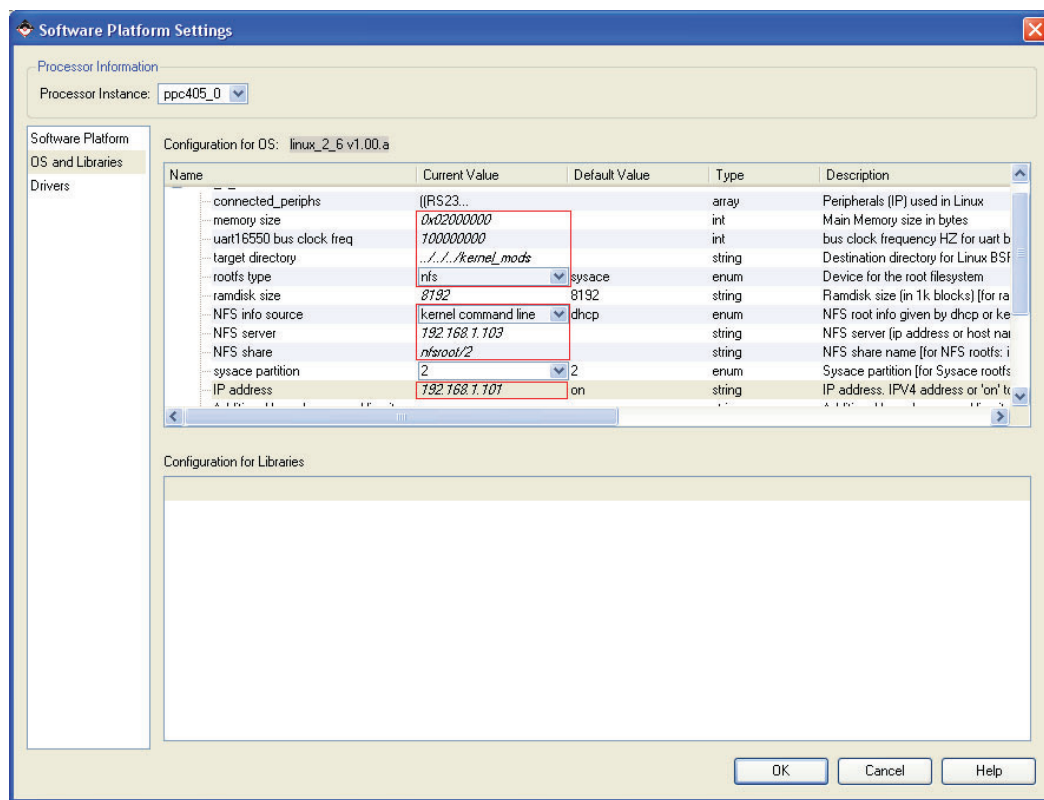 Software Platform Settings
Processor Information
Processor Instance: ppc405_0
Software Platform
OS and Libraries
Drivers
Configuration for OS: linux_2_6 v1.00.a
Name Current Value Default Value Type Description
connected_periphs ((RS23... array Peripherals (IP) used in Linux
memory size 0x02000000 int Main Memory size in bytes
uart16550 bus clock freq 100000000 int bus clock frequency HZ for uart b
target directory ../../../kernel_mods string Destination directory for Linux BSF
rootfs type nfs sysace enum Device for the root filesystem
ramdisk size 8192 8192 string Ramdisk size (in 1k blocks) [for ra
NFS info source kernel command line dhcp enum NFS root info given by dhcp or ke
NFS server 192.168.1.103 string NFS server (ip address or host nar
NFS share nfsroot/2 string NFS share name [for NFS rootfs: i
sysace partition 2 2 enum Sysace partition [for Sysace rootfs
IP address 192.168.1.101 on string IP address. IPV4 address or 'on' to
Configuration for Libraries
OK Cancel Help